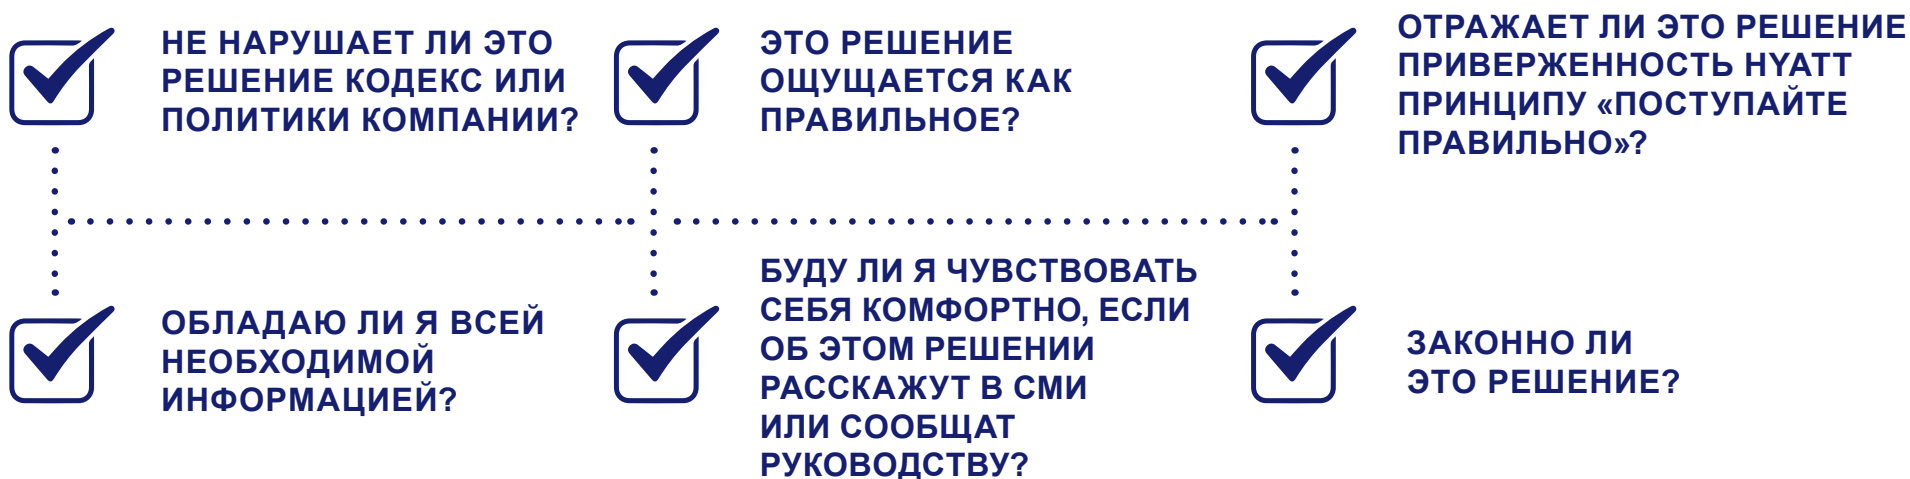 НЕ НАРУШАЕТ ЛИ ЭТО
РЕШЕНИЕ КОДЕКС ИЛИ
ПОЛИТИКИ КОМПАНИИ?
ЭТО РЕШЕНИЕ
ОЩУЩАЕТСЯ КАК
ПРАВИЛЬНОЕ?
ОТРАЖАЕТ ЛИ ЭТО РЕШЕНИЕ
ПРИВЕРЖЕННОСТЬ HYATT
ПРИНЦИПУ «ПОСТУПАЙТЕ
ПРАВИЛЬНО»?
ОБЛАДАЮ ЛИ Я ВСЕЙ
НЕОБХОДИМОЙ
ИНФОРМАЦИЕЙ?
БУДУ ЛИ Я ЧУВСТВОВАТЬ
СЕБЯ КОМФОРТНО, ЕСЛИ
ОБ ЭТОМ РЕШЕНИИ
РАССКАЖУТ В СМИ
ИЛИ СООБЩАТ
РУКОВОДСТВУ?
ЗАКОННО ЛИ
ЭТО РЕШЕНИЕ?